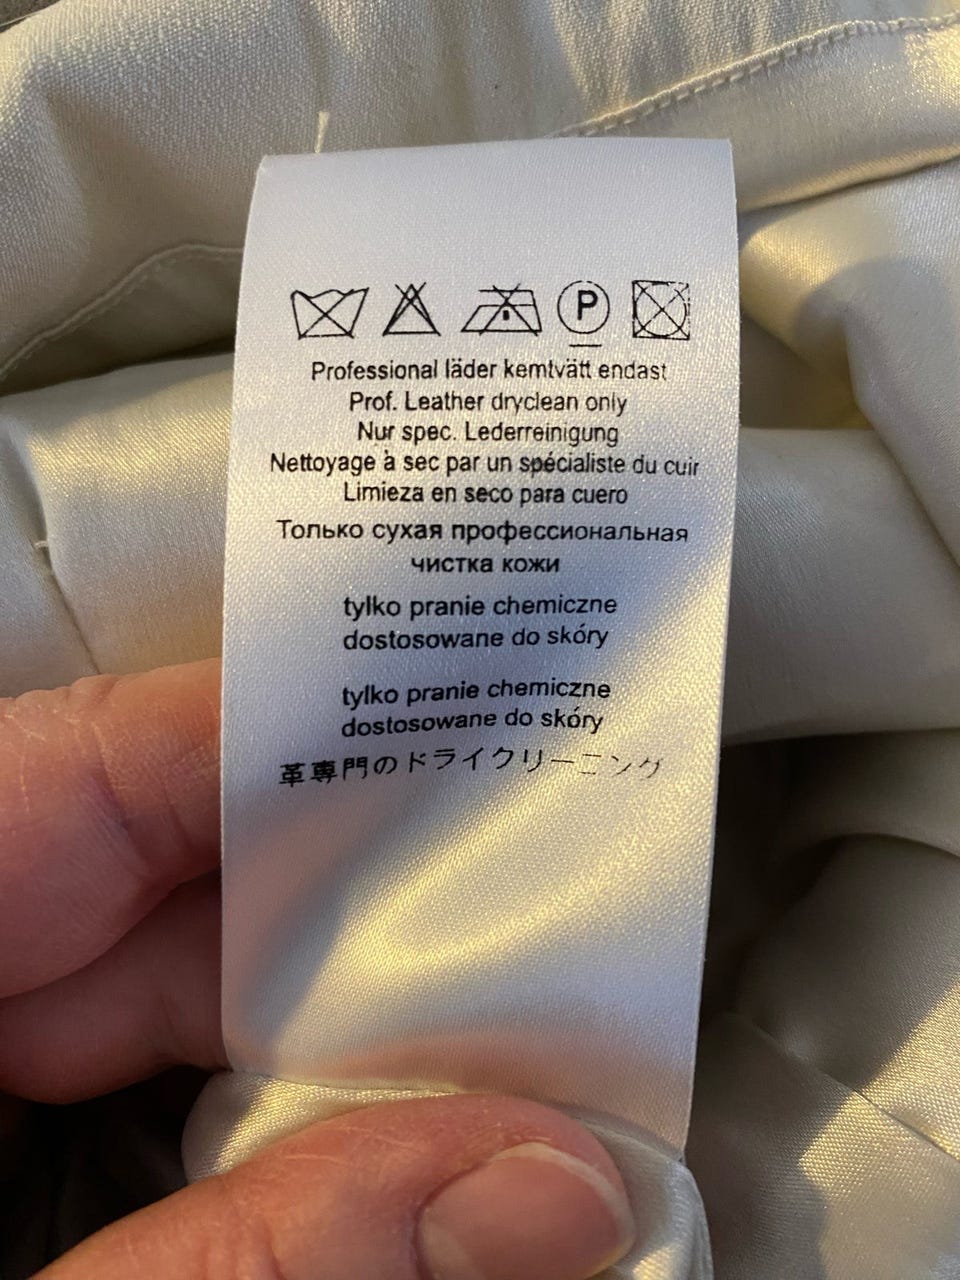 P
Professional läder kemtvätt endast
Prof. Leather dryclean only
Nur spec. Lederreinigung
Nettoyage à sec par un spécialiste du cuir
Limieza en seco para cuero
Только сухая профессиональная
чистка кожи
tylko pranie chemiczne
dostosowane do skóry
tylko pranie chemiczne
dostosowane do skóry
革専門のドライクリーニング